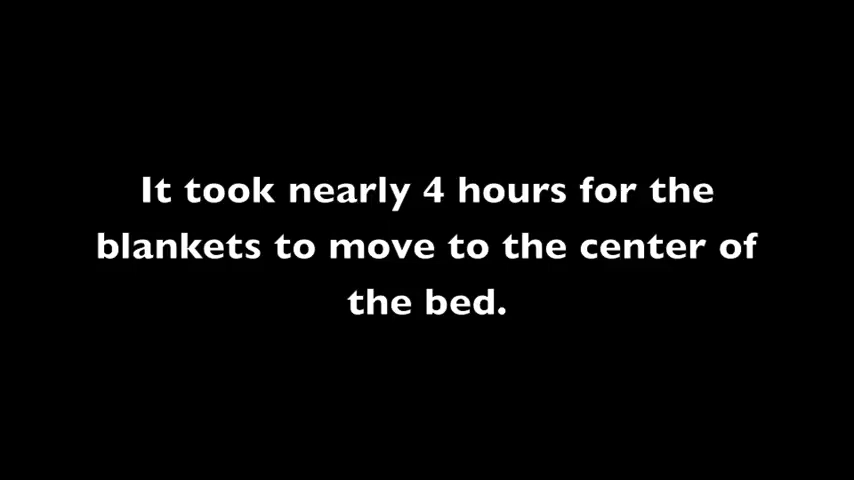 It took nearly 4 hours for the
blankets to move to the center of
the bed.